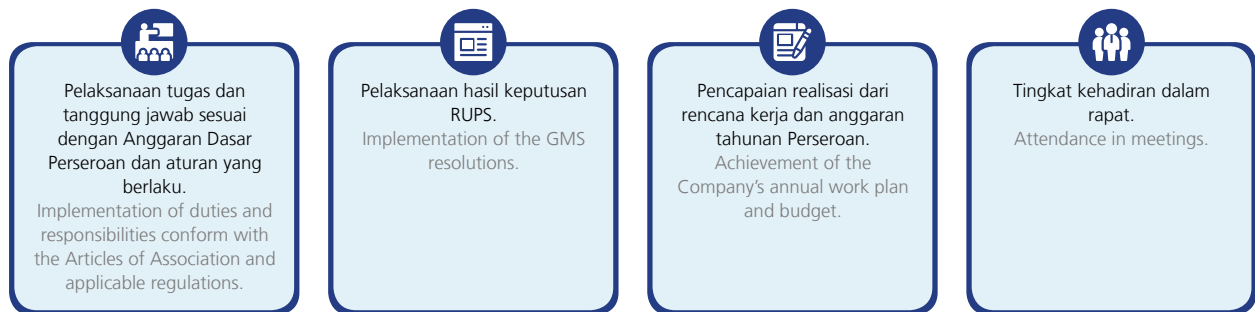 Pelaksanaan tugas dan
tanggung jawab sesuai
dengan Anggaran Dasar
Perseroan dan aturan yang
berlaku.
Implementation of duties and
responsibilities conform with
the Articles of Association and
applicable regulations.
Pelaksanaan hasil keputusan
RUPS.
Implementation of the GMS
resolutions.
Pencapaian realisasi dari
rencana kerja dan anggaran
tahunan Perseroan.
Achievement of the
Company's annual work plan
and budget.
Tingkat kehadiran dalam
rapat.
Attendance in meetings.